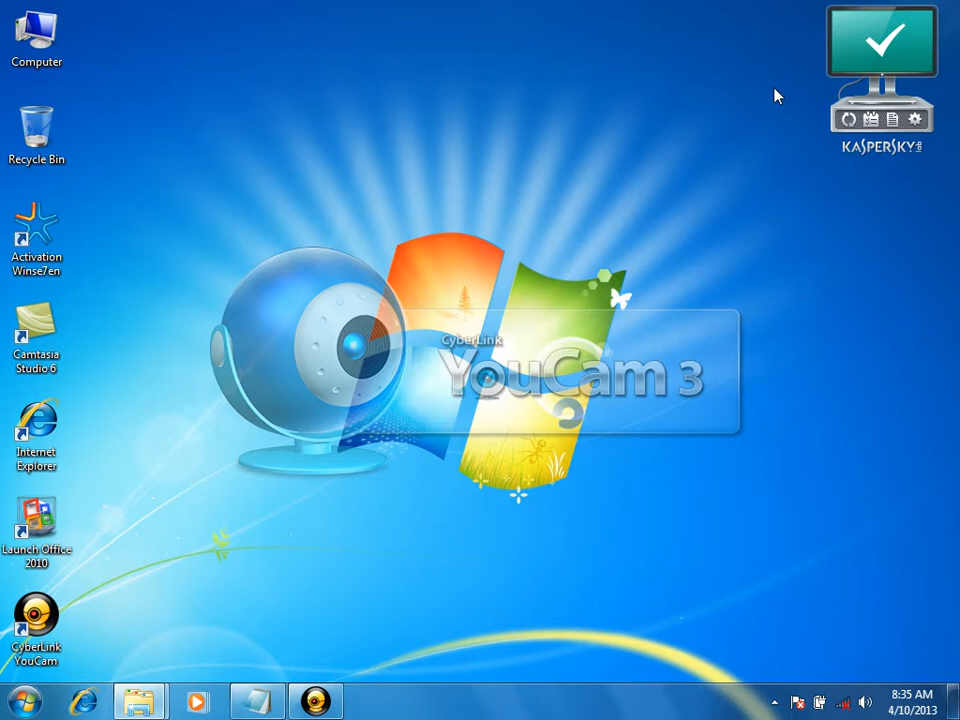 Computer
Recycle Bin
Activation
Winse7en
Camtasia
Studio 6
Internet
Explorer
Launch Office
2010
CyberLink
YouCam
CyberLink
YouCam 3
KASPERSKY lab
8:35 AM
4/10/2013